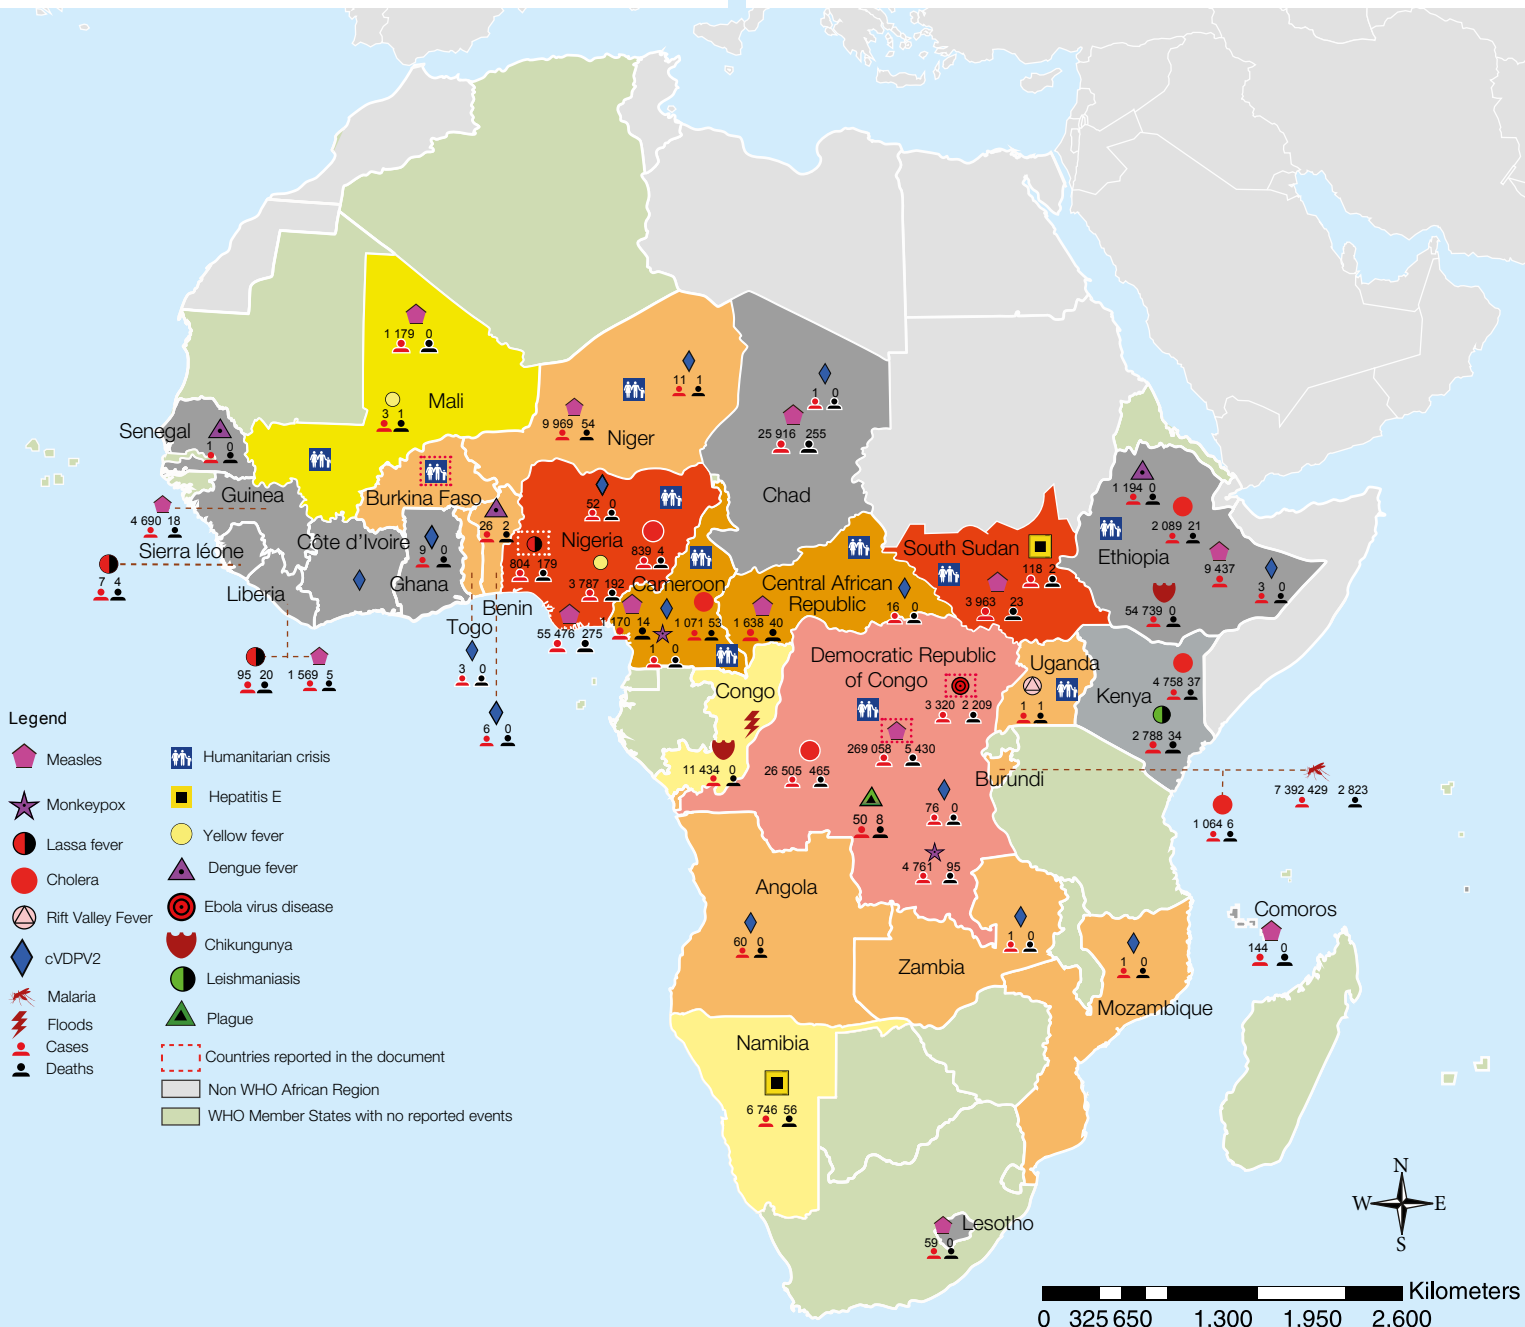 1 179 0
Mali
3 1
11 1
9 969 54
Niger
1 0
25 916 255
Chad
Senegal
1 0
Guinea
4 690 18
Sierra léone
7 4
Burkina Faso
26 2
Côte d'Ivoire
9 0
Ghana
Liberia
95 20
1 569 5
Benin
Togo
3 0
6 0
52 0
Nigeria
804 179
839 4
3 787 192
55 476 275
Cameroon
1 170 14
1 071 53
1 0
Central African
Republic
1 638 40
16 0
South Sudan
118 2
3 963 23
1 194 0
2 089 21
Ethiopia
9 437
54 739 0
3 0
Uganda
1 1
Kenya
4 758 37
2 788 34
Democratic Republic
of Congo
3 320 2 209
269 058 5 430
26 505 465
76 0
50 8
4 761 95
Congo
11 434 0
Burundi
7 392 429 2 823
1 064 6
Angola
60 0
Zambia
1 0
1 0
Mozambique
Comoros
144 0
Namibia
6 746 56
Lesotho
59 0
Legend
Measles
Monkeypox
Lassa fever
Cholera
Rift Valley Fever
cVDPV2
Malaria
Floods
Cases
Deaths
Humanitarian crisis
Hepatitis E
Yellow fever
Dengue fever
Ebola virus disease
Chikungunya
Leishmaniasis
Plague
Countries reported in the document
Non WHO African Region
WHO Member States with no reported events
N
W E
S
Kilometers
0 325 650 1.300 1.950 2.600